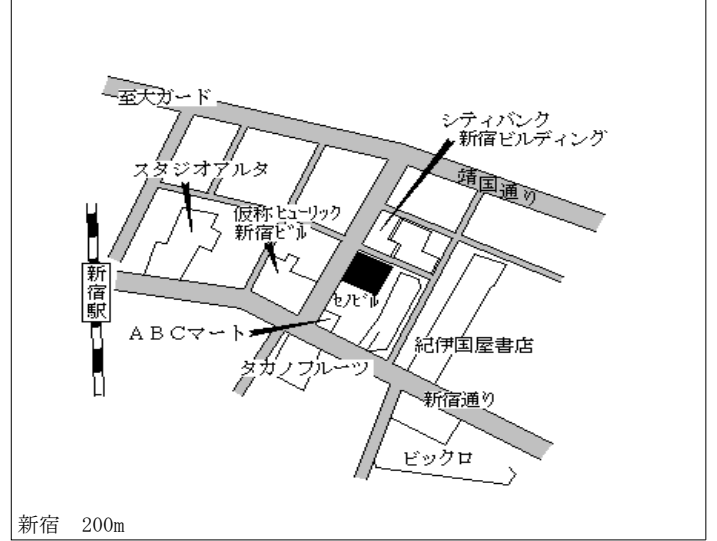 至大ガード
シティバンク
新宿ビルディング
スタジオアルタ
靖国通り
仮称ヒューリック
新宿ビル
新宿駅
セノビル
ABCマート
紀伊国屋書店
タカノフルーツ
新宿通り
ビックロ
新宿 200m